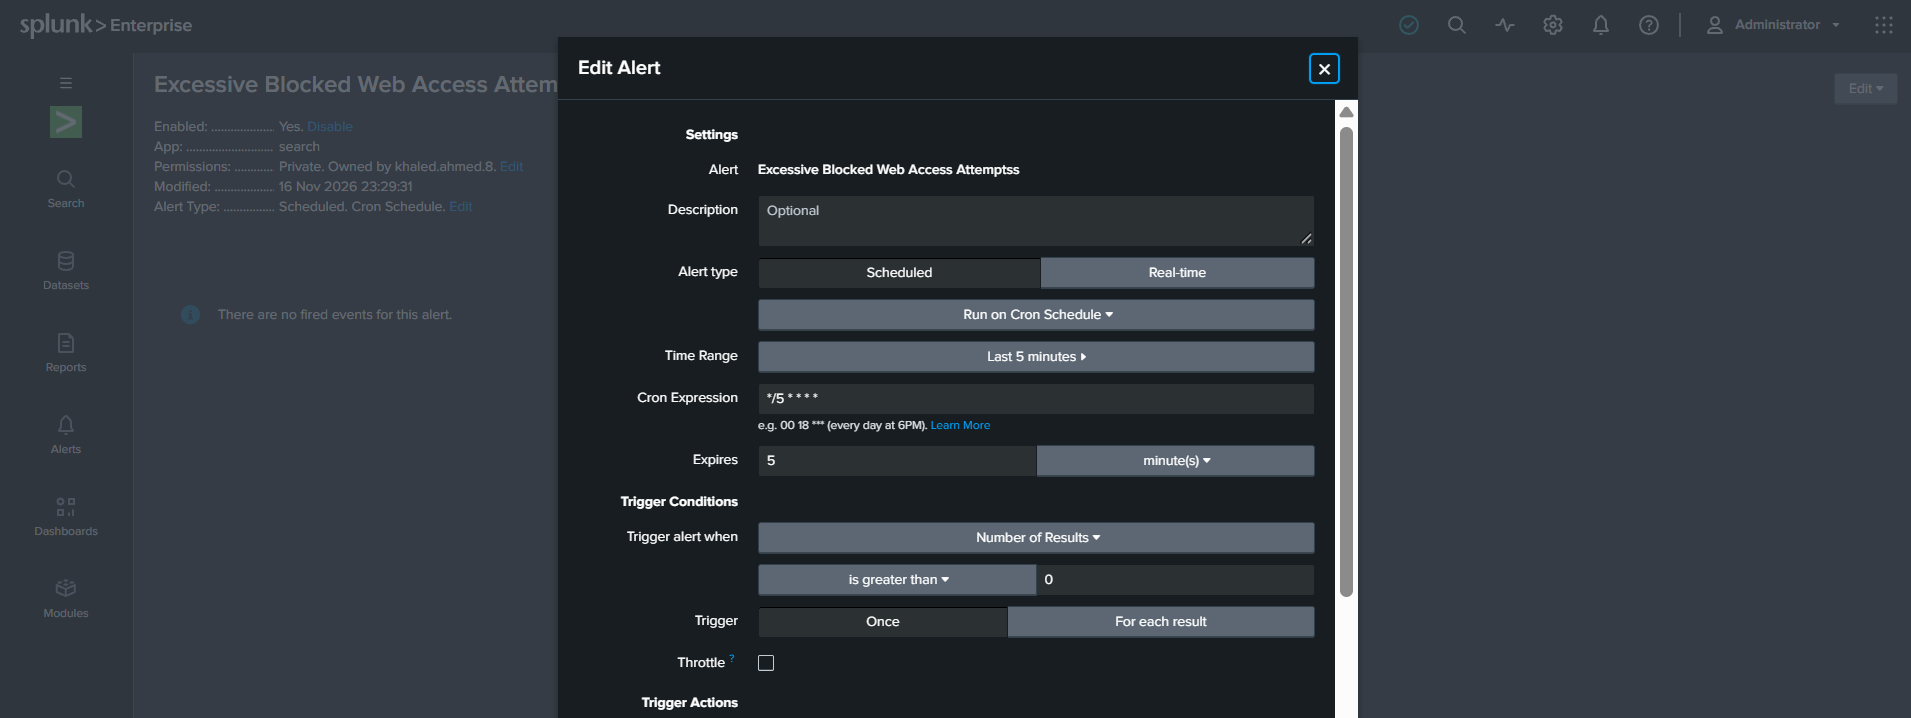 splunk>Enterprise
Administrator
Excessive Blocked Web Access Attem
Edit
Enabled: ................... Yes. Disable
App: ........................... search
Permissions: ............ Private. Owned by khaled.ahmed.8. Edit
Modified: .................. 16 Nov 2026 23:29:31
Alert Type: ................ Scheduled. Cron Schedule. Edit
There are no fired events for this alert.
Search
Datasets
Reports
Alerts
Dashboards
Modules
Edit Alert
Settings
Alert Excessive Blocked Web Access Attemptss
Description Optional
Alert type Scheduled Real-time
Run on Cron Schedule
Time Range Last 5 minutes
Cron Expression */5 * * * *
e.g. 00 18 *** (every day at 6PM). Learn More
Expires 5 minute(s)
Trigger Conditions
Trigger alert when Number of Results
is greater than 0
Trigger Once For each result
Throttle ?
Trigger Actions